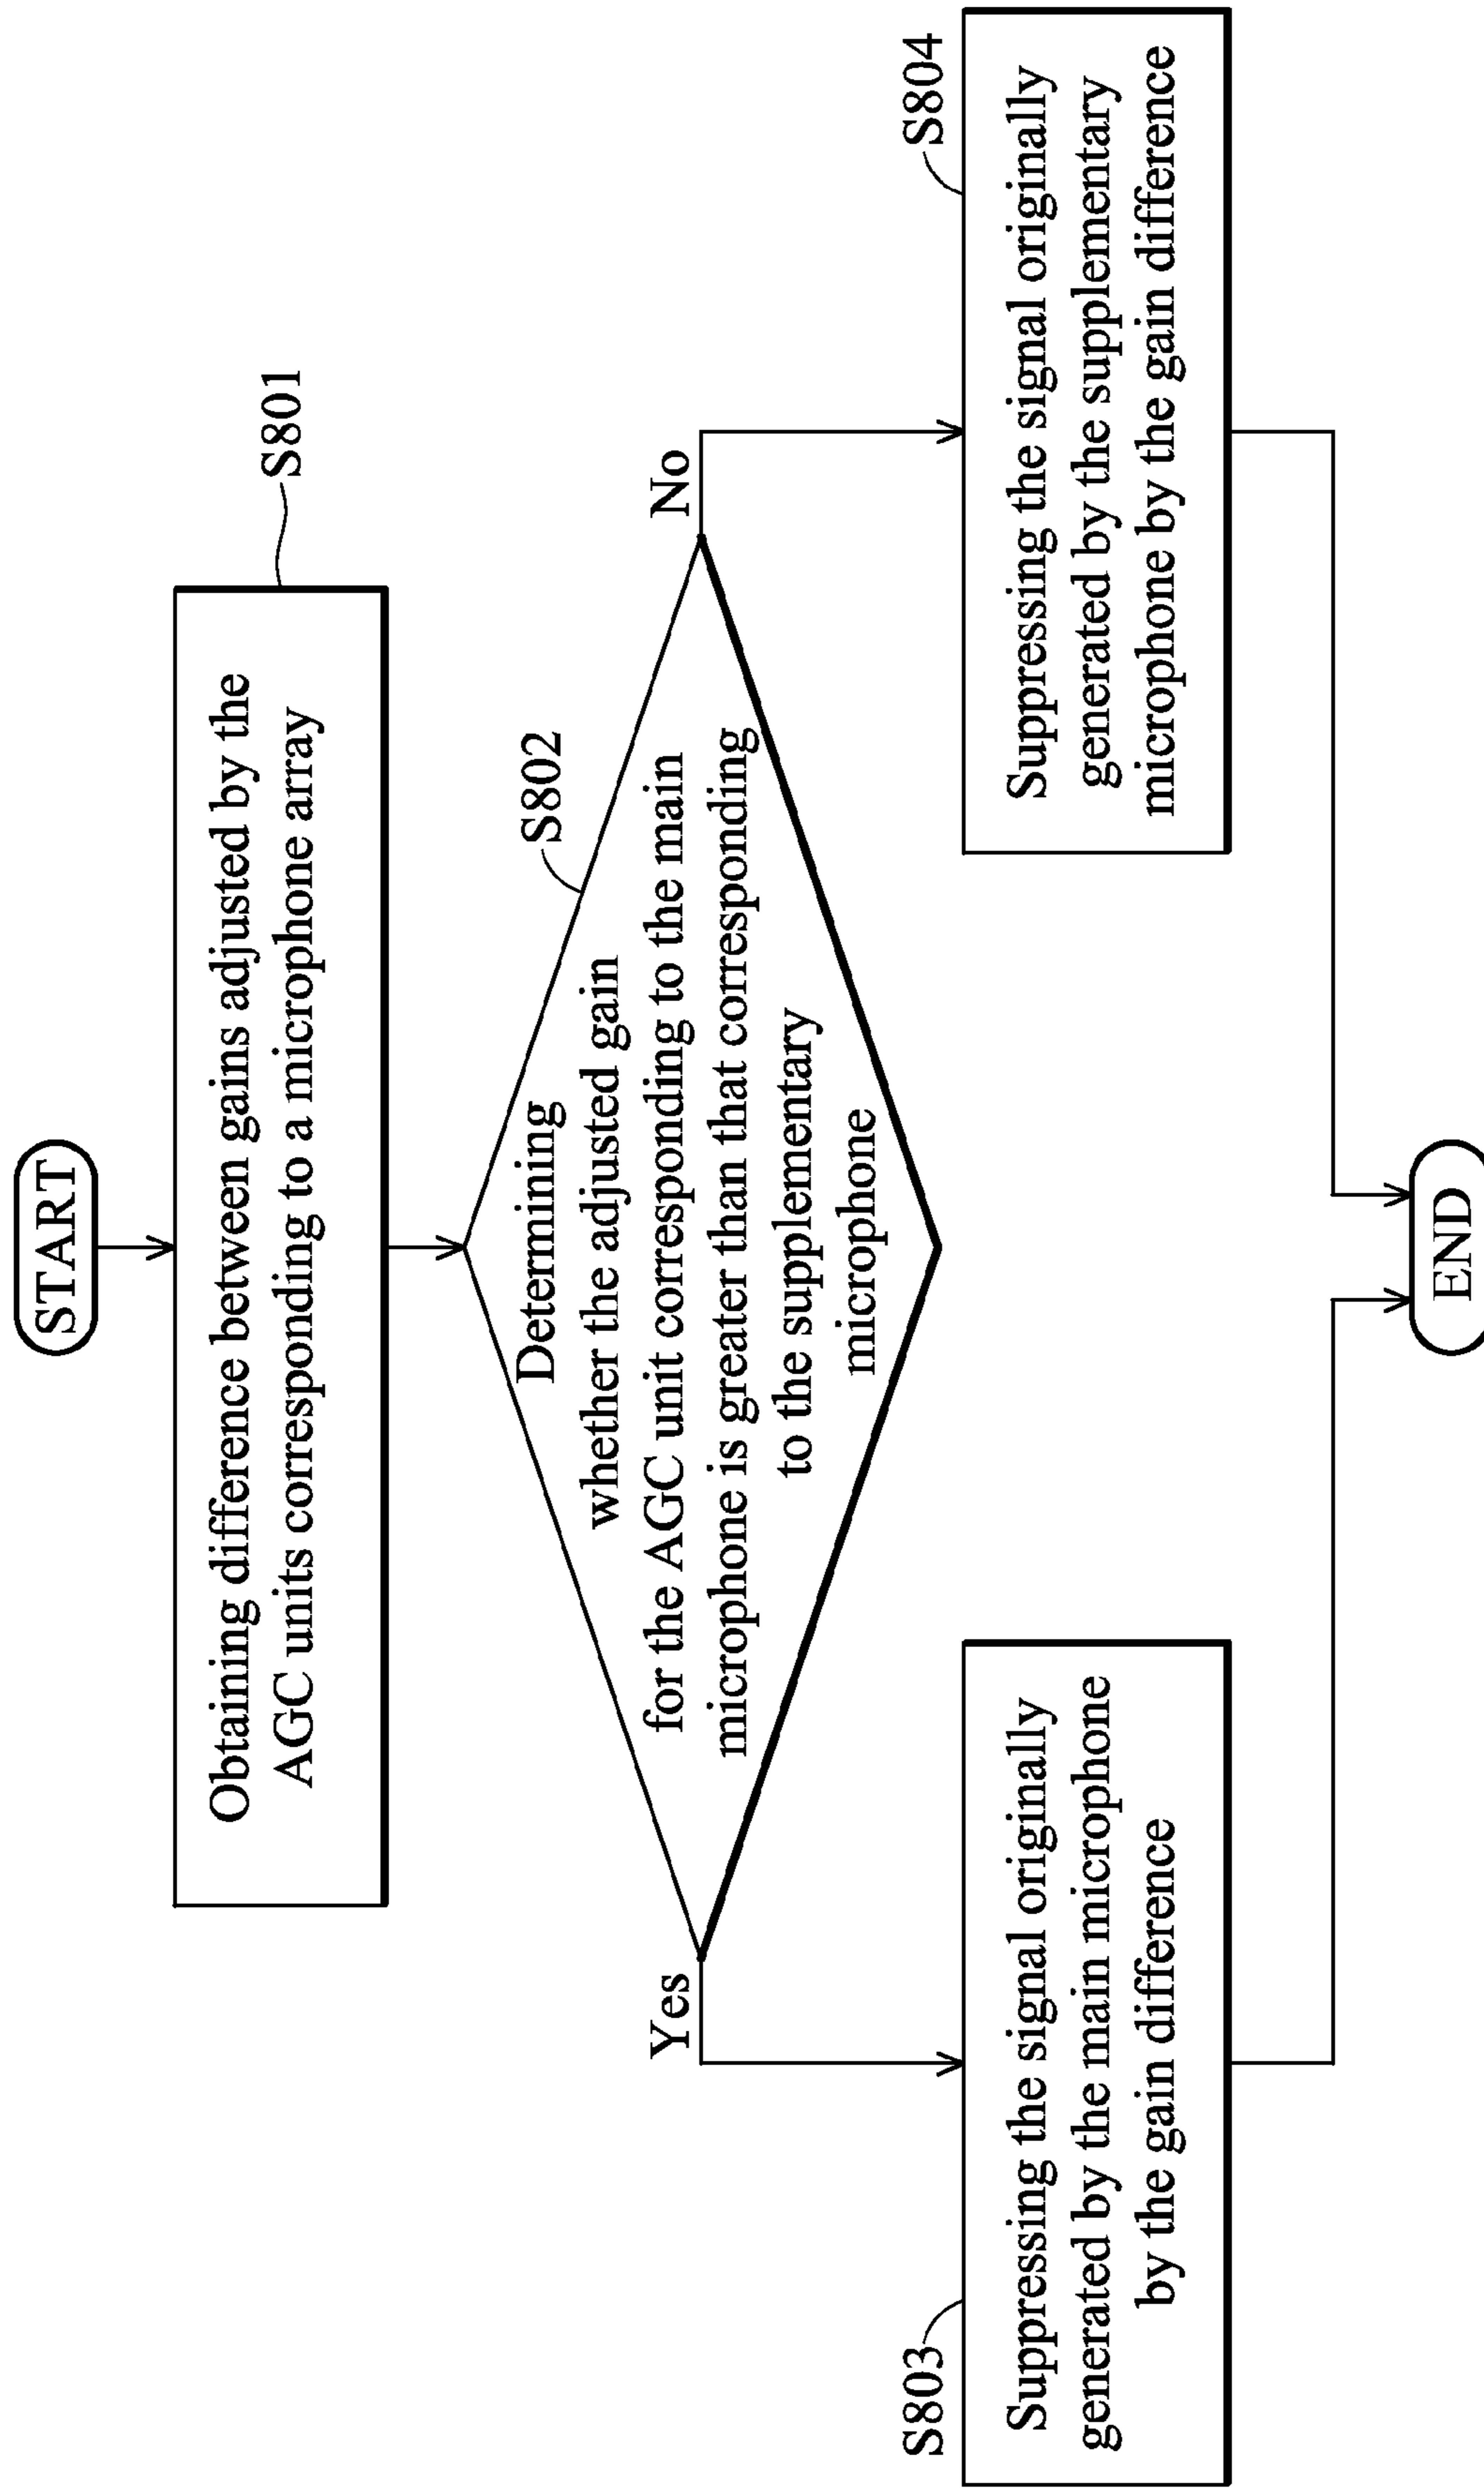 START
S801
Obtaining difference between gains adjusted by the
AGC units corresponding to a microphone array
S802
Determining
whether the adjusted gain
for the AGC unit corresponding to the main
microphone is greater than that corresponding
to the supplementary
microphone
Yes
No
S803
Suppressing the signal originally
generated by the main microphone
by the gain difference
S804
Suppressing the signal originally
generated by the supplementary
microphone by the gain difference
END